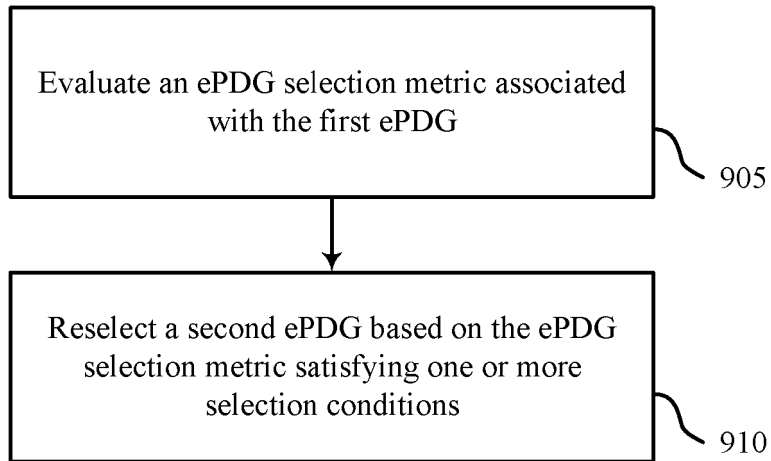 Evaluate an ePDG selection metric associated
with the first ePDG
905
Reselect a second ePDG based on the ePDG
selection metric satisfying one or more
selection conditions
910